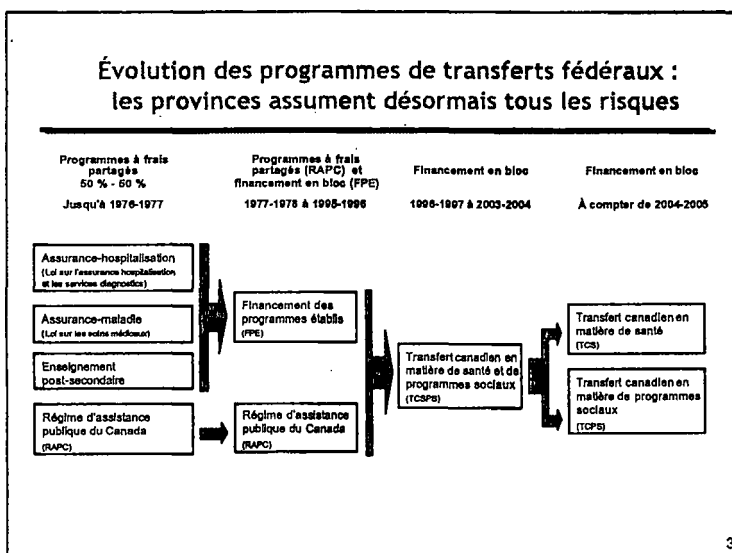 Évolution des programmes de transferts fédéraux :
les provinces assument désormais tous les risques
Programmes à frais
partagés
50 % - 50 %
Jusqu'à 1976-1977
Programmes à frais
partagés (RAPC) et
financement en bloc (FPE)
1977-1978 à 1995-1996
Financement en bloc
1996-1997 à 2003-2004
Financement en bloc
À compter de 2004-2005
Assurance-hospitalisation
(Loi sur l'assurance hospitalisation
et les services diagnostics)
Assurance-maladie
(Loi sur les soins médicaux)
Enseignement
post-secondaire
Régime d'assistance
publique du Canada
(RAPC)
Financement des
programmes établis
(FPE)
Régime d'assistance
publique du Canada
(RAPC)
Transfert canadien en
matière de santé et de
programmes sociaux
(TCSPS)
Transfert canadien en
matière de santé
(TCS)
Transfert canadien en
matière de programmes
sociaux
(TCPS)
3